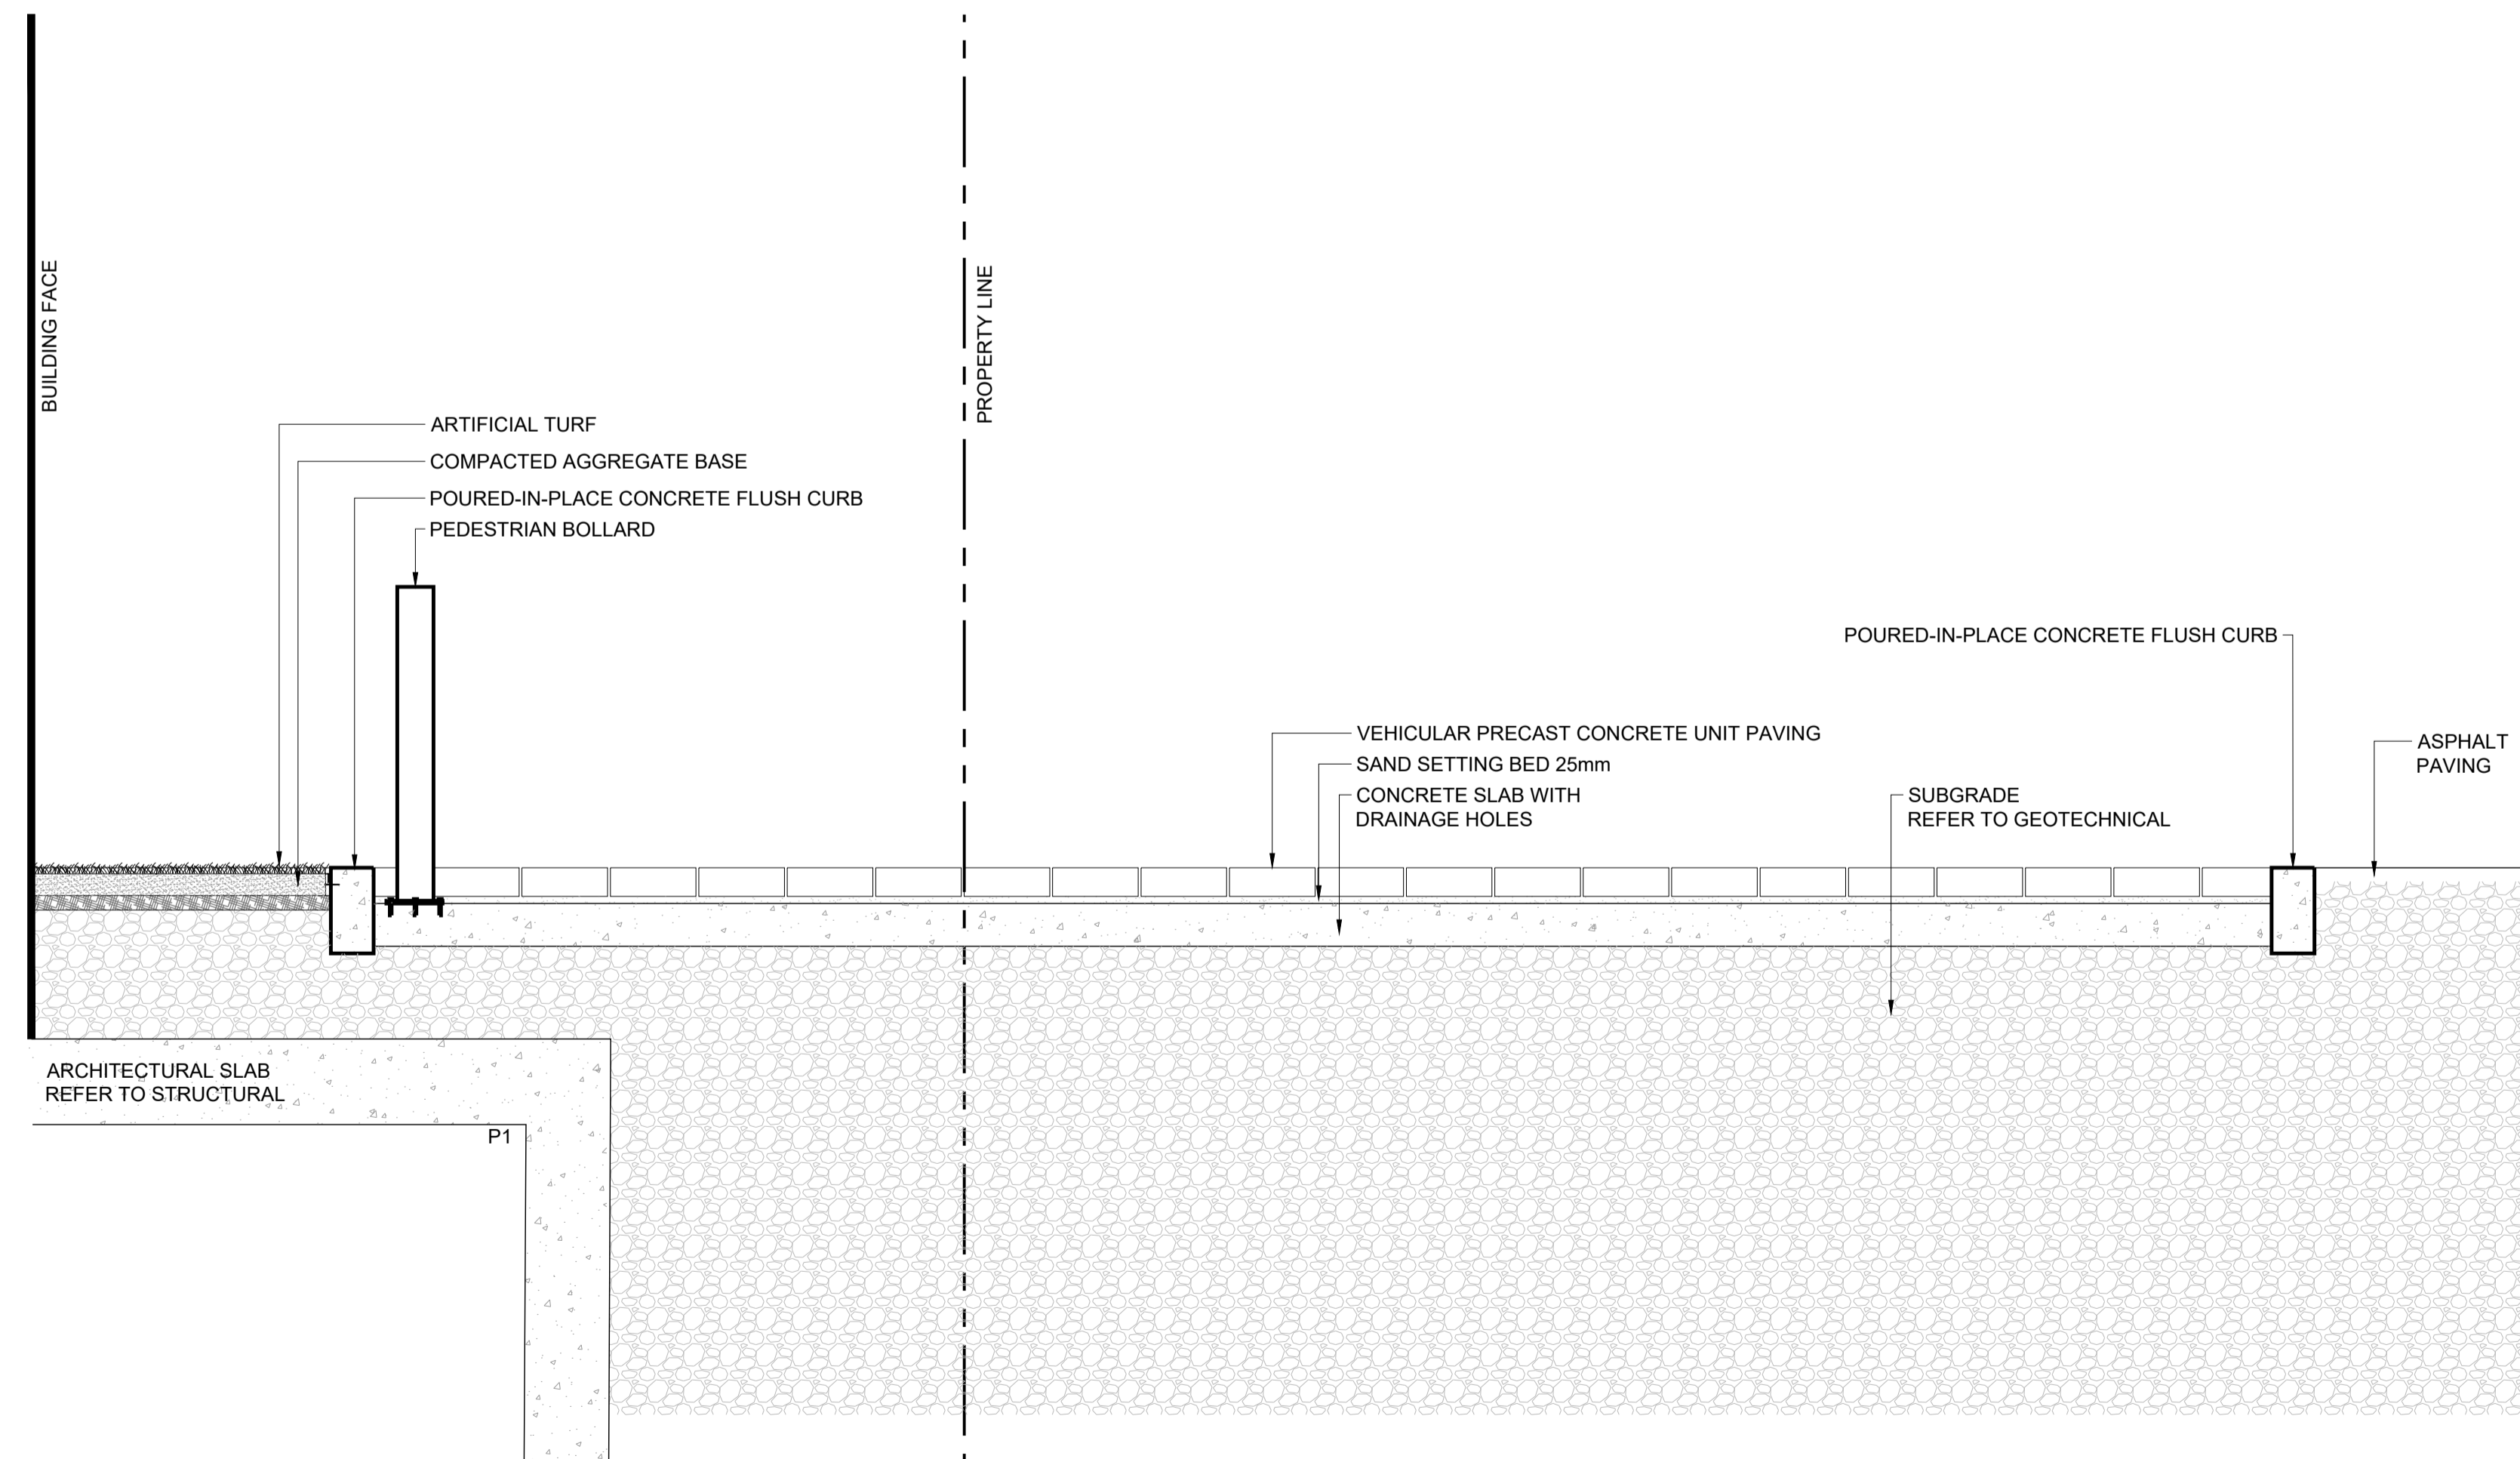 BUILDING FACE
PROPERTY LINE
ARTIFICIAL TURF
COMPACTED AGGREGATE BASE
POURED-IN-PLACE CONCRETE FLUSH CURB
PEDESTRIAN BOLLARD
POURED-IN-PLACE CONCRETE FLUSH CURB
VEHICULAR PRECAST CONCRETE UNIT PAVING
SAND SETTING BED 25mm
CONCRETE SLAB WITH
DRAINAGE HOLES
SUBGRADE
REFER TO GEOTECHNICAL
ASPHALT
PAVING
ARCHITECTURAL SLAB
REFER TO STRUCTURAL
P1